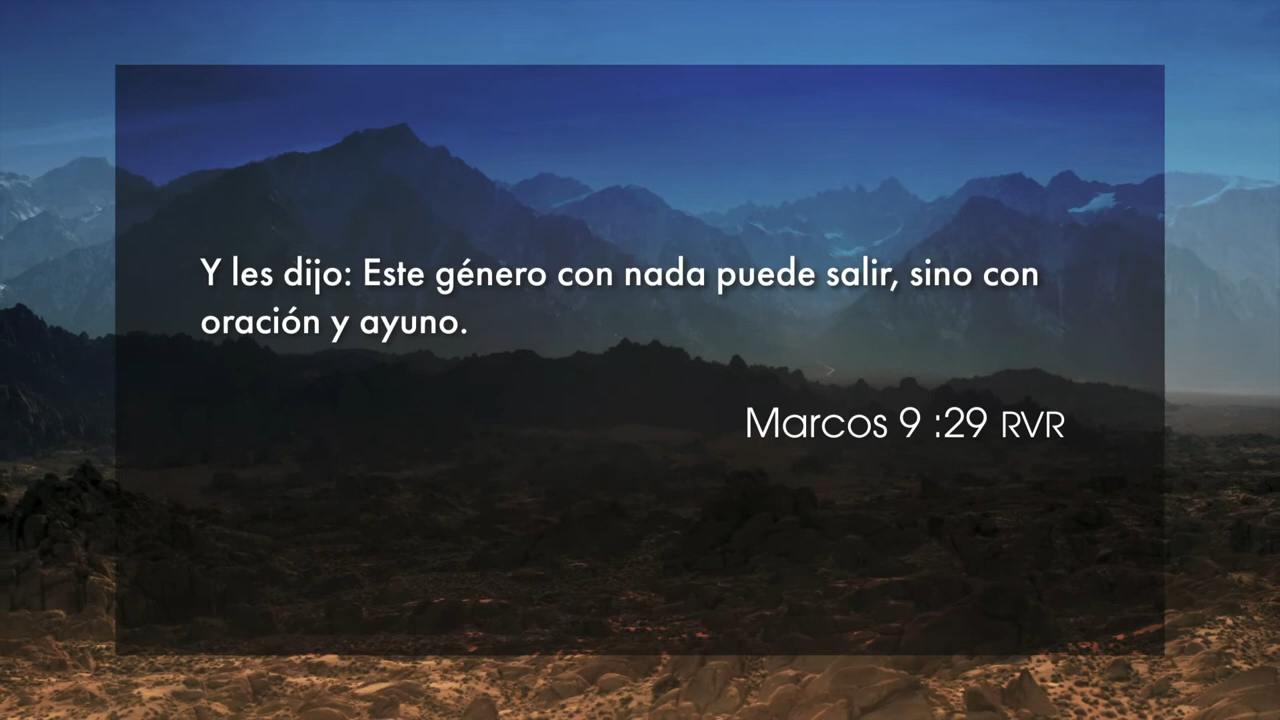 Y les dijo: Este género con nada puede salir, sino con
oración y ayuno.
Marcos 9 :29 RVR